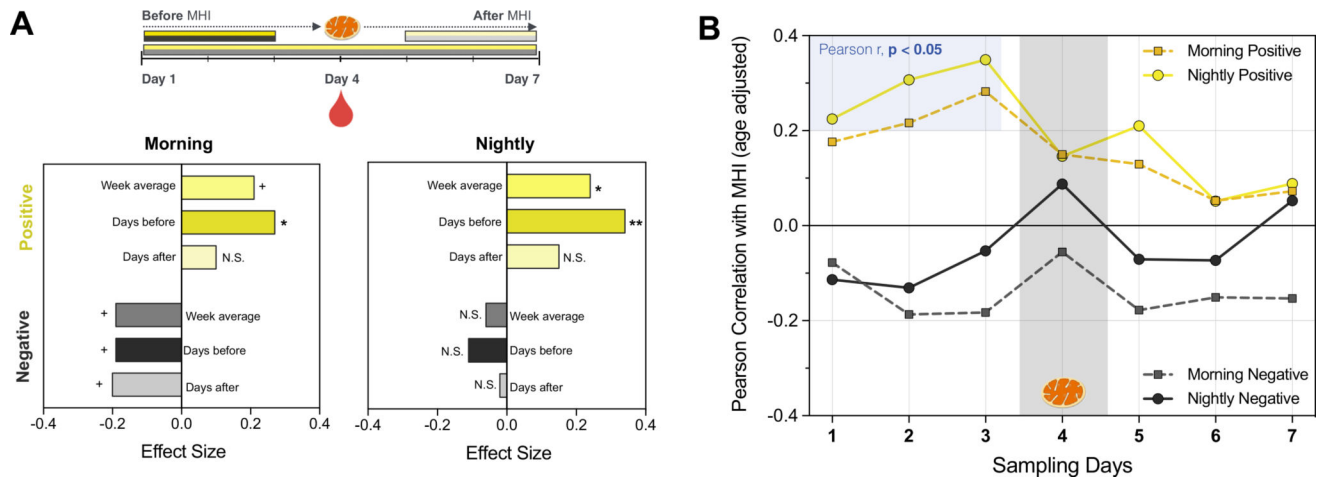 A
Before MHI
After MHI
Day 1
Day 4
Day 7
Morning
Positive
Week average
+
Days before
*
Days after
N.S.
Negative
+
Week average
+
Days before
+
Days after
-0.4 -0.2 0.0 0.2 0.4
Effect Size
Nightly
Week average
*
Days before
**
Days after
N.S.
N.S.
Week average
N.S.
Days before
N.S.
Days after
-0.4 -0.2 0.0 0.2 0.4
Effect Size
B
Pearson r, p < 0.05
Morning Positive
Nightly Positive
Pearson Correlation with MHI (age adjusted)
0.4
0.2
0.0
-0.2
-0.4
Morning Negative
Nightly Negative
1 2 3 4 5 6 7
Sampling Days